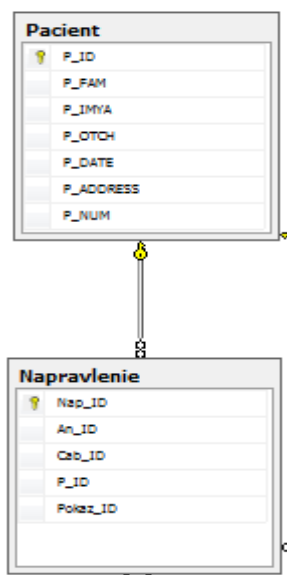 Pacient
P_ID
P_FAM
P_IMYA
P_OTCH
P_DATE
P_ADDRESS
P_NUM
Napravlenie
Nap_ID
An_ID
Cab_ID
P_ID
Pokaz_ID